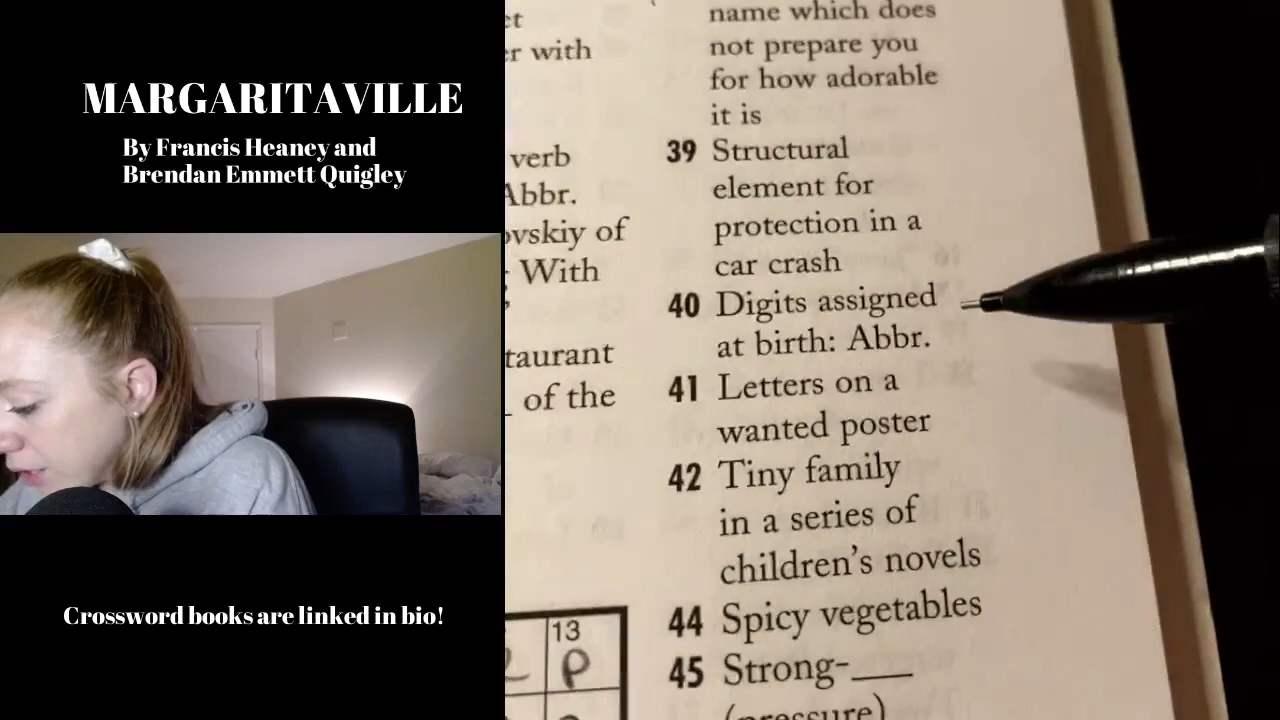 MARGARITAVILLE
By Francis Heaney and
Brendan Emmett Quigley
Crossword books are linked in bio!
with
verb
Abbr.
of
With
of the
13
P
name which does
not prepare you
for how adorable
it is
39 Structural
element for
protection in a
car crash
40 Digits assigned
at birth: Abbr.
41 Letters on a
wanted poster
42 Tiny family
in a series of
children's novels
44 Spicy vegetables
45 Strong-___
(pressure)